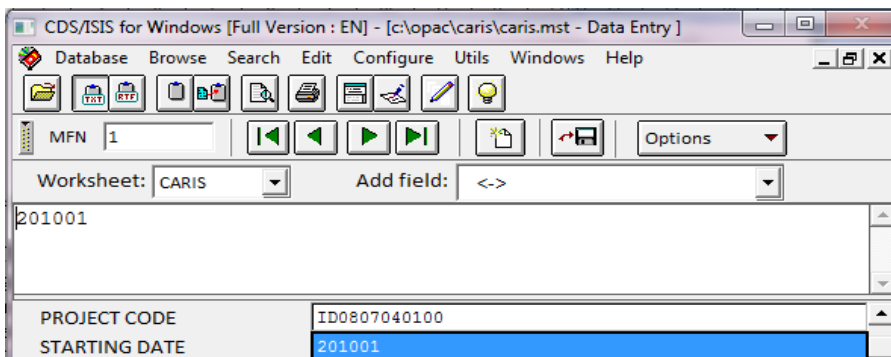 CDS/ISIS for Windows [Full Version : EN] - [c:\opac\caris\caris.mst - Data Entry ]
Database Browse Search Edit Configure Utils Windows Help
TXT RTF
MFN 1 Options
Worksheet: CARIS Add field: <->
201001
PROJECT CODE ID0807040100
STARTING DATE 201001